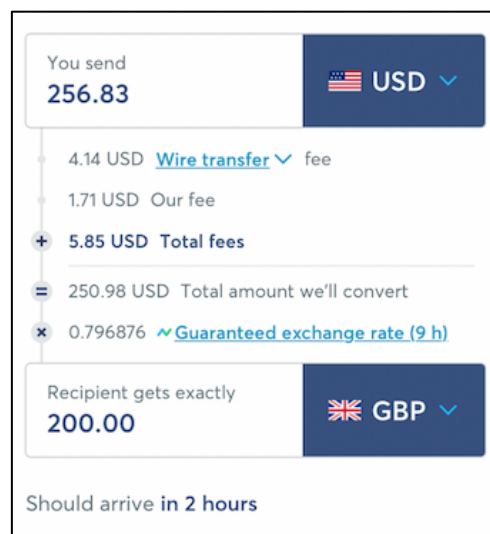 You send
256.83
USD
4.14 USD Wire transfer fee
1.71 USD Our fee
+ 5.85 USD Total fees
= 250.98 USD Total amount we'll convert
× 0.796876 Guaranteed exchange rate (9 h)
Recipient gets exactly
200.00
GBP
Should arrive in 2 hours